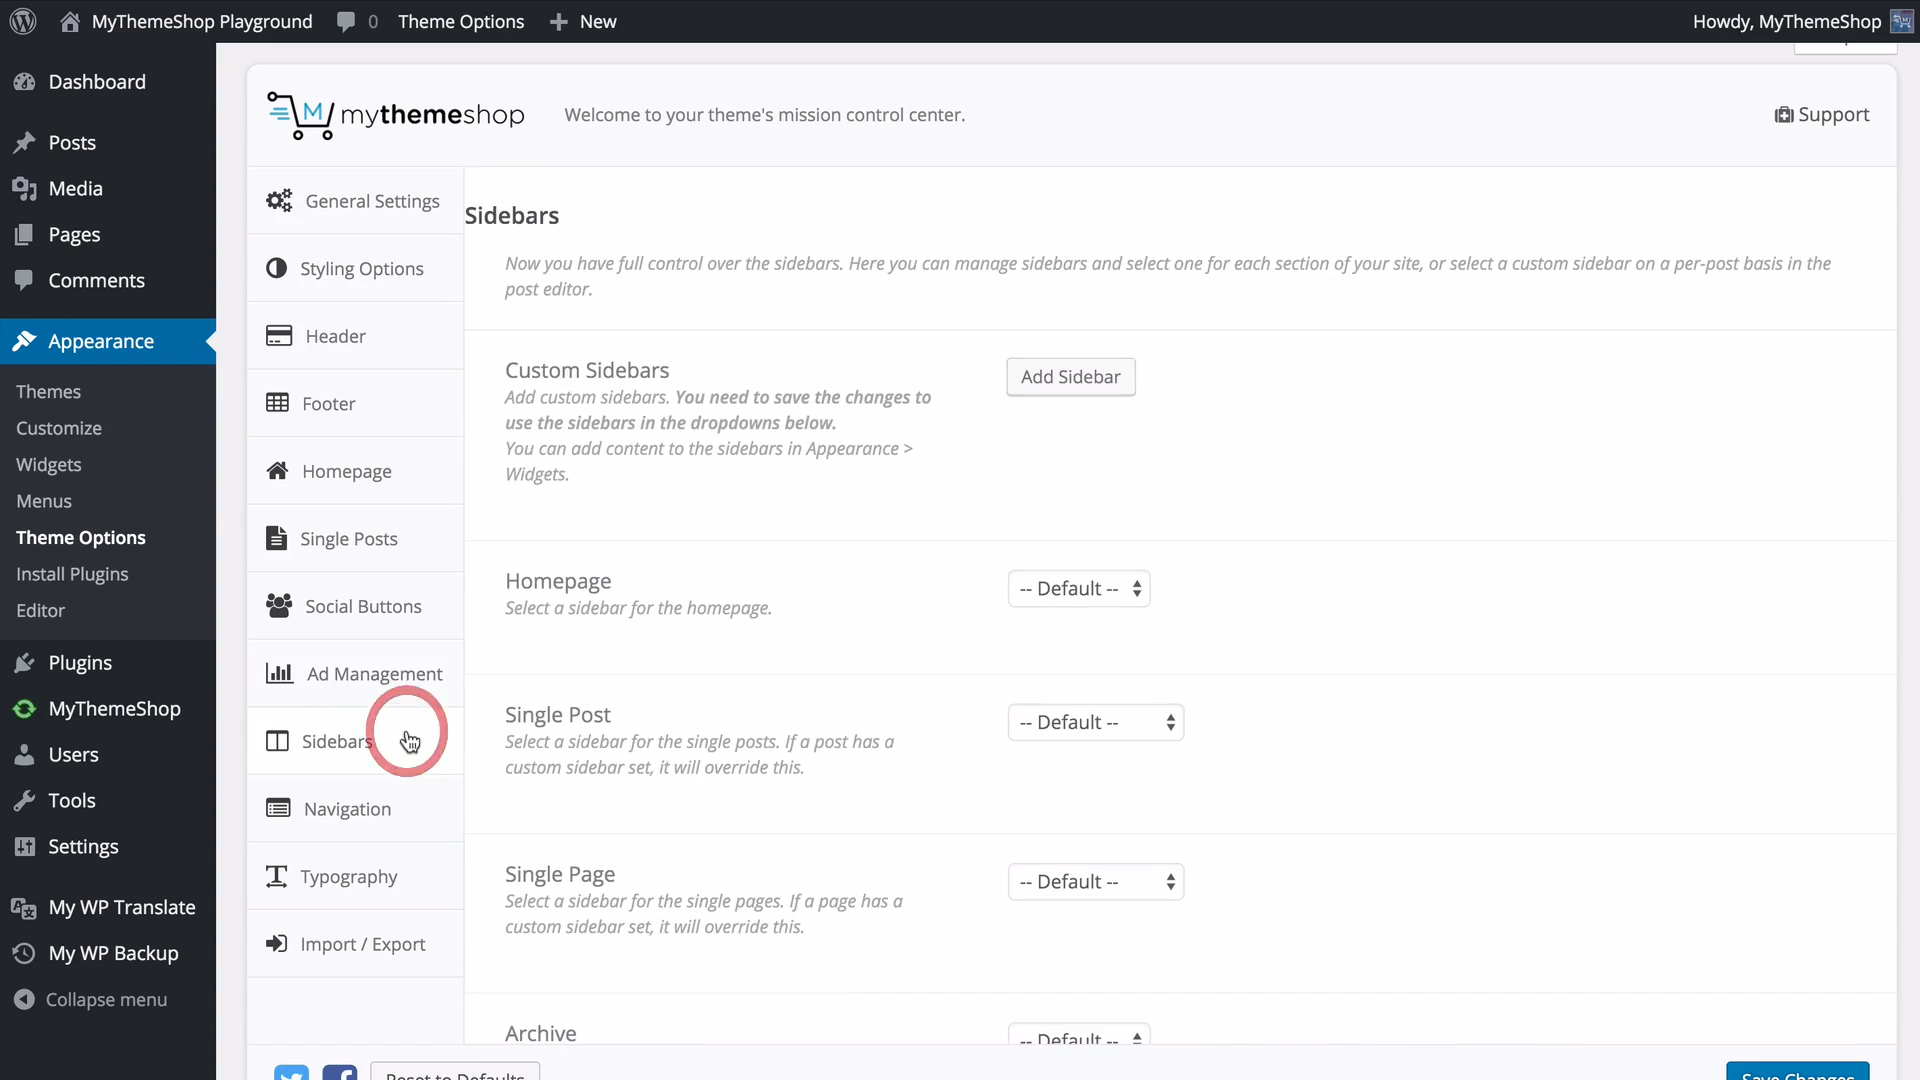 MyThemeShop Playground 0 Theme Options New Howdy, MyThemeShop
Dashboard
Posts
Media
Pages
Comments
Appearance
Themes
Customize
Widgets
Menus
Theme Options
Install Plugins
Editor
Plugins
MyThemeShop
Users
Tools
Settings
My WP Translate
My WP Backup
Collapse menu
M mythemeshop Welcome to your theme's mission control center. Support
General Settings
Styling Options
Header
Footer
Homepage
Single Posts
Social Buttons
Ad Management
Sidebars
Navigation
Typography
Import / Export
Sidebars
Now you have full control over the sidebars. Here you can manage sidebars and select one for each section of your site, or select a custom sidebar on a per-post basis in the
post editor.
Custom Sidebars
Add custom sidebars. You need to save the changes to
use the sidebars in the dropdowns below.
You can add content to the sidebars in Appearance >
Widgets.
Add Sidebar
Homepage
Select a sidebar for the homepage.
-- Default --
Single Post
Select a sidebar for the single posts. If a post has a
custom sidebar set, it will override this.
-- Default --
Single Page
Select a sidebar for the single pages. If a page has a
custom sidebar set, it will override this.
-- Default --
Archive
-- Default --
Reset to Defaults
Save Changes